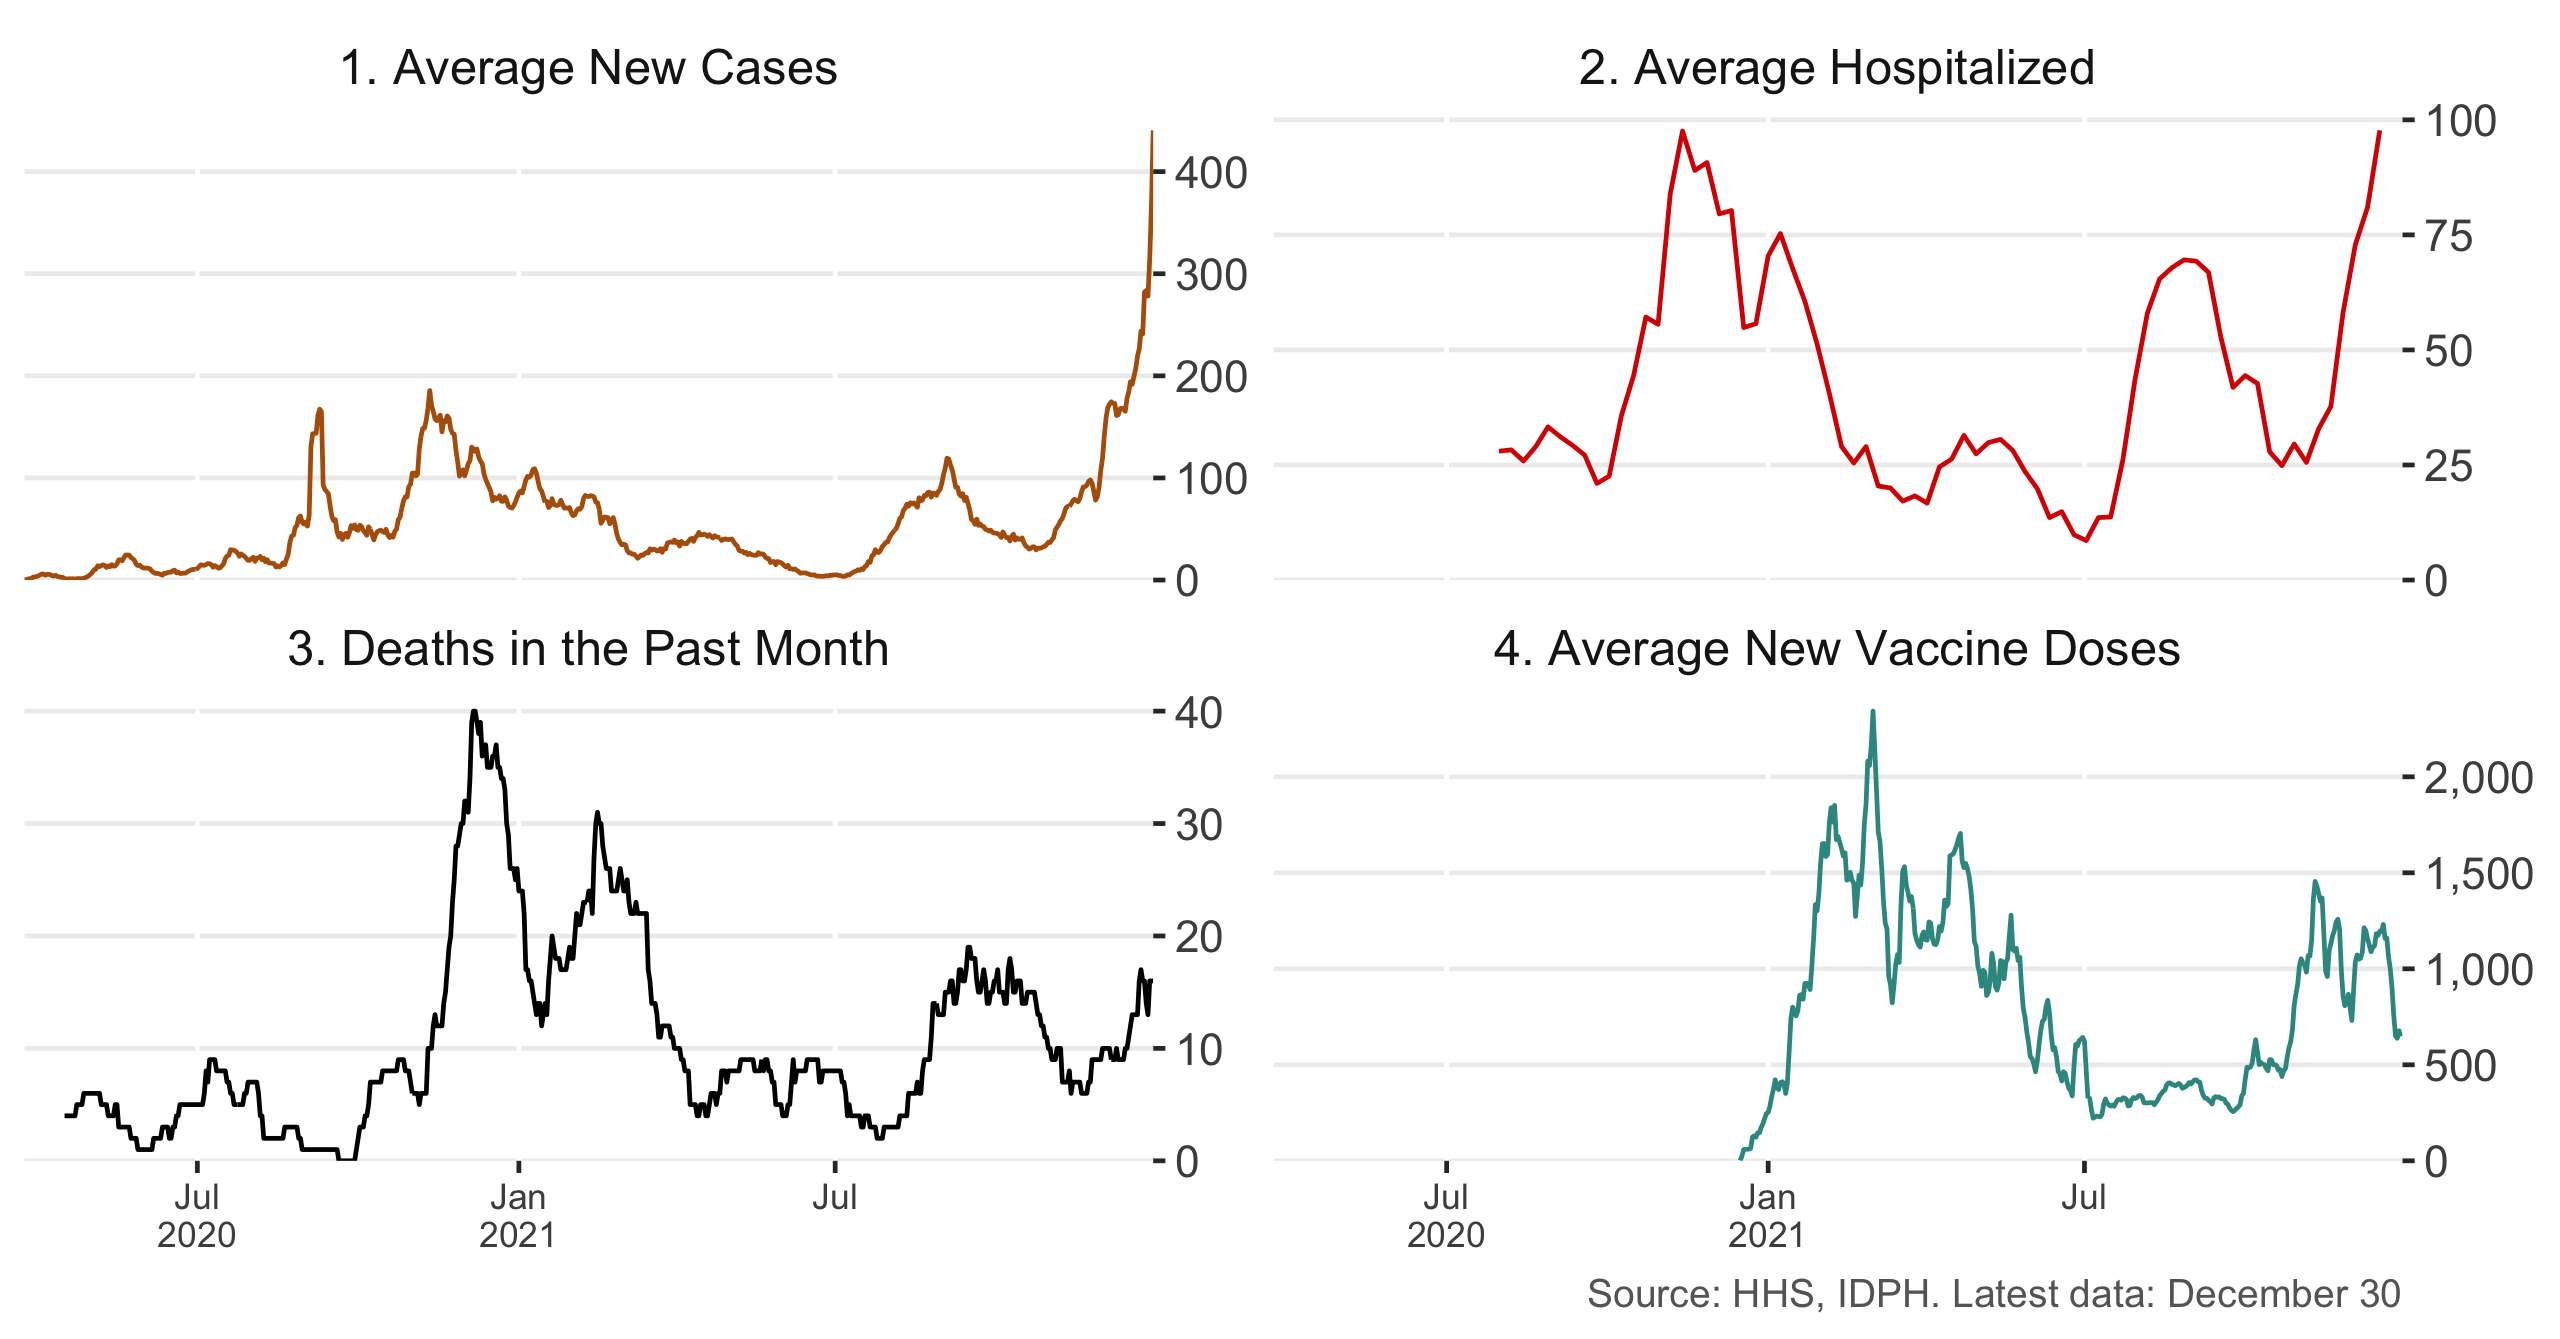 1. Average New Cases
400
300
200
100
0
2. Average Hospitalized
100
75
50
25
0
3. Deaths in the Past Month
40
30
20
10
0
Jul
2020
Jan
2021
Jul
4. Average New Vaccine Doses
2,000
1,500
1,000
500
0
Jul
2020
Jan
2021
Jul
Source: HHS, IDPH. Latest data: December 30